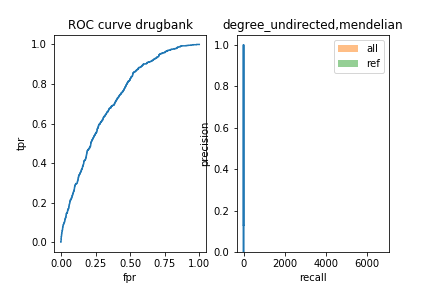 ROC curve drugbank
tpr
1.0
0.8
0.6
0.4
0.2
0.0
0.00
0.25
0.50
0.75
1.00
fpr
degree_undirected,mendelian
precision
1.0
0.8
0.6
0.4
0.2
0.0
all
ref
0
2000
4000
6000
recall